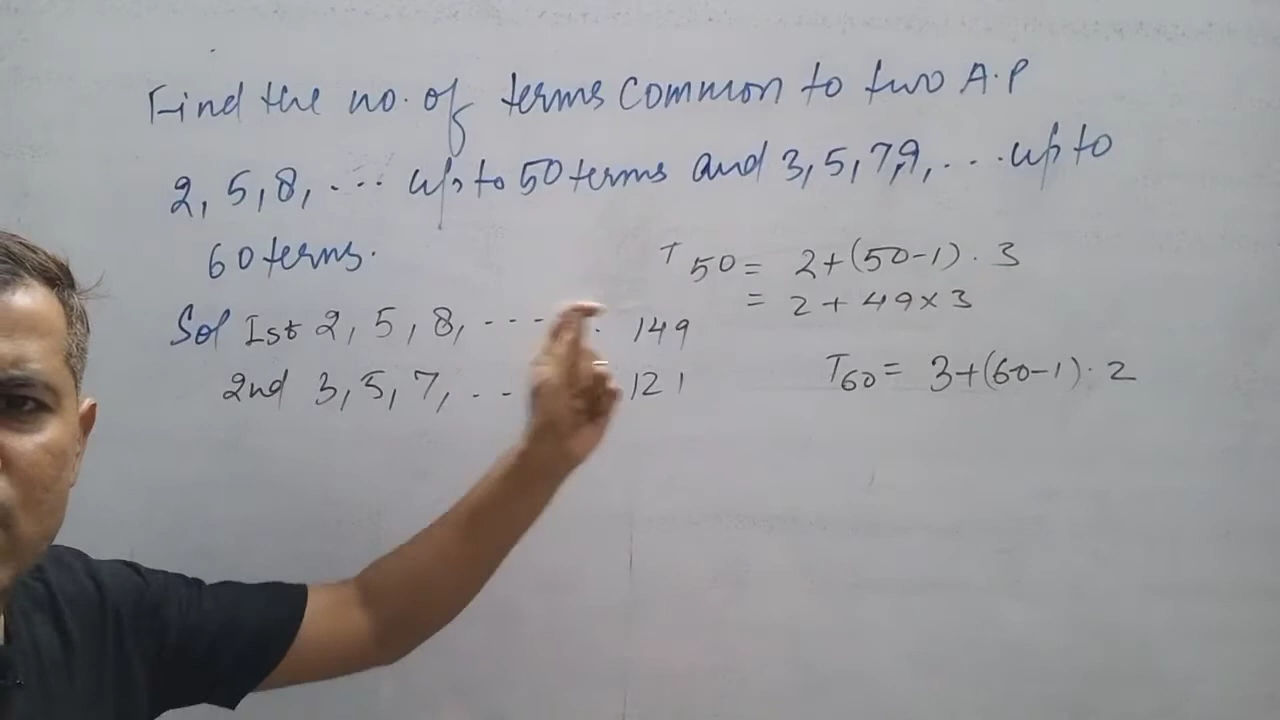 Find the no. of terms common to two A.P
2, 5, 8, ... up to 50 terms and 3, 5, 7, 9, ... up to
60 terms.
T50 = 2+(50-1).3
= 2+49×3
Sol Ist 2, 5, 8, ---- . 149
2nd 3, 5, 7, .-- 121
T60 = 3+(60-1).2